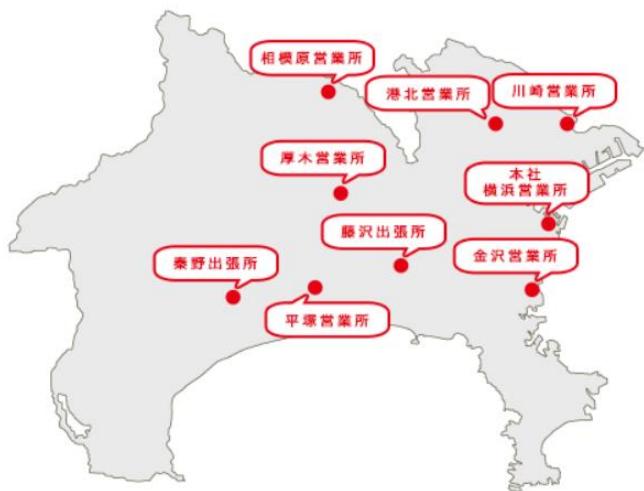 相模原営業所
港北営業所
川崎営業所
厚木営業所
本社
横浜営業所
藤沢出張所
秦野出張所
金沢営業所
平塚営業所